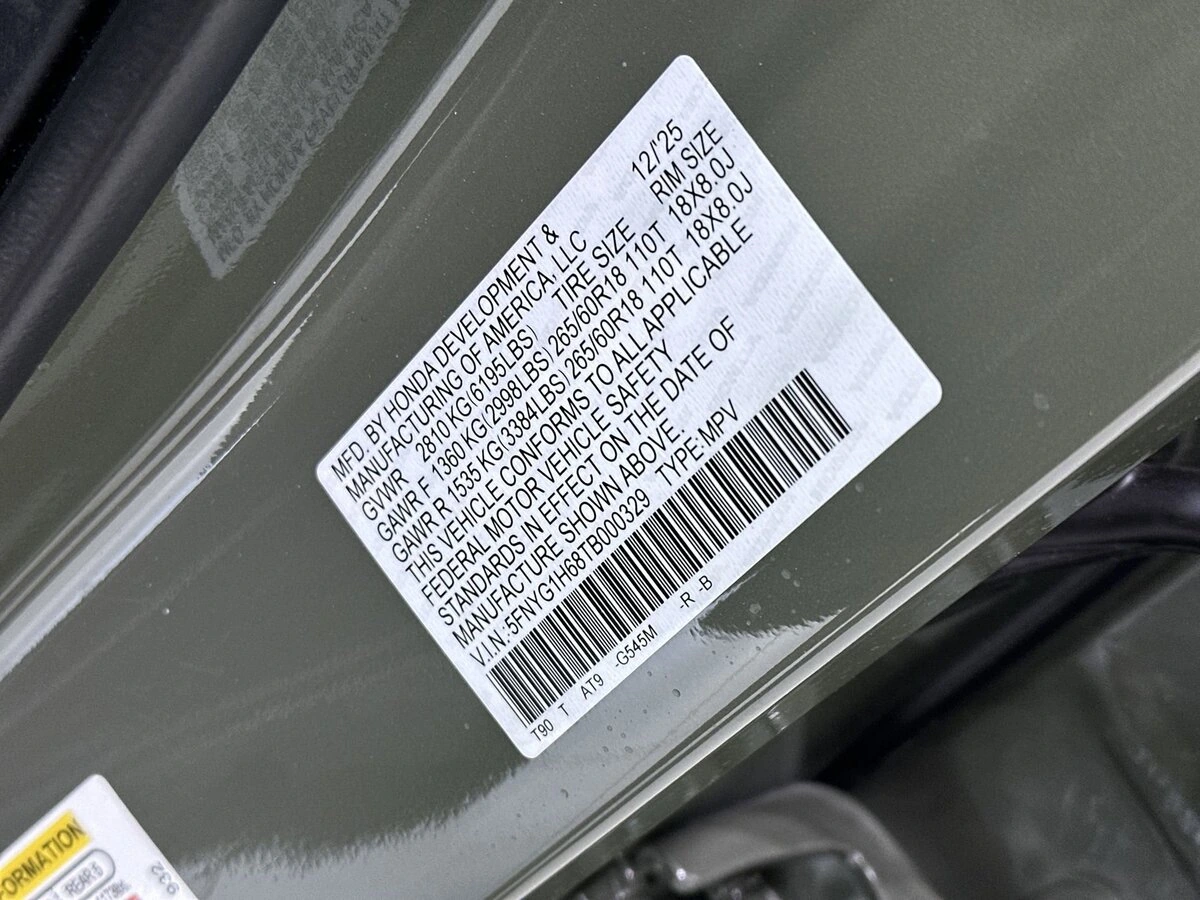 12/'25
MFD. BY HONDA DEVELOPMENT &
MANUFACTURING OF AMERICA, LLC
GVWR 2810 KG(6195LBS) TIRE SIZE RIM SIZE
GAWR F 1360 KG(2998LBS) 265/60R18 110T 18X8.0J
GAWR R 1535 KG(3384LBS) 265/60R18 110T 18X8.0J
THIS VEHICLE CONFORMS TO ALL APPLICABLE
FEDERAL MOTOR VEHICLE SAFETY
STANDARDS IN EFFECT ON THE DATE OF
MANUFACTURE SHOWN ABOVE.
V.I.N.:5FNYG1H68TB000329 TYPE:MPV
T90 T AT9 -G545M -R -B
ORMATION
REAR